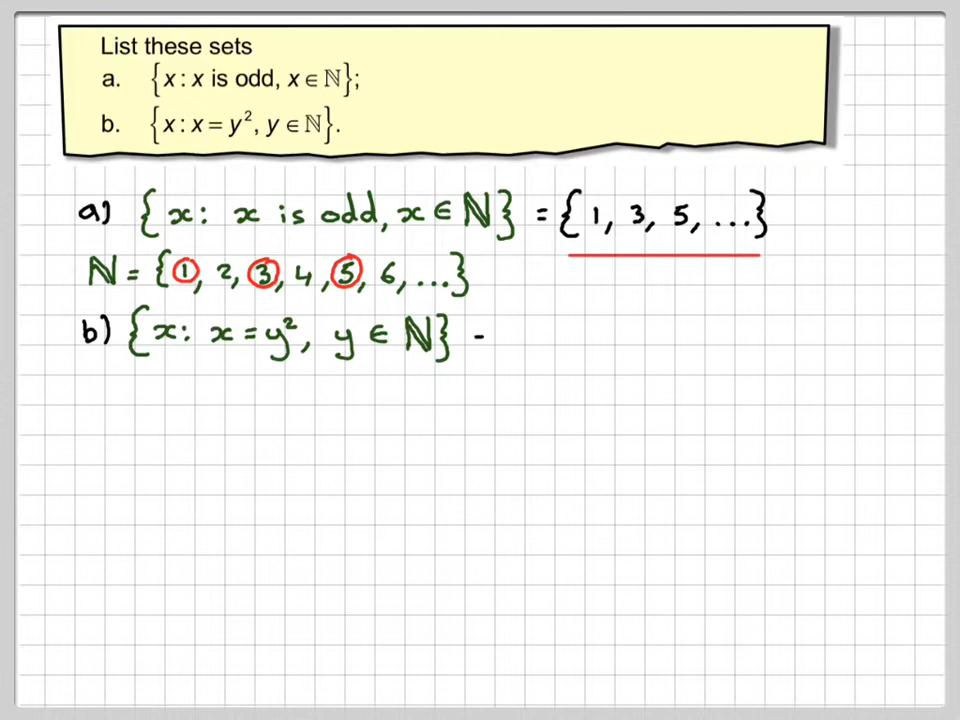 List these sets
a. {x : x is odd, x ∈ ℕ};
b. {x : x = y², y ∈ ℕ}.
a) {x: x is odd, x ∈ ℕ} = {1, 3, 5, ...}
ℕ = {1, 2, 3, 4, 5, 6, ...}
b) {x: x = y², y ∈ ℕ} -